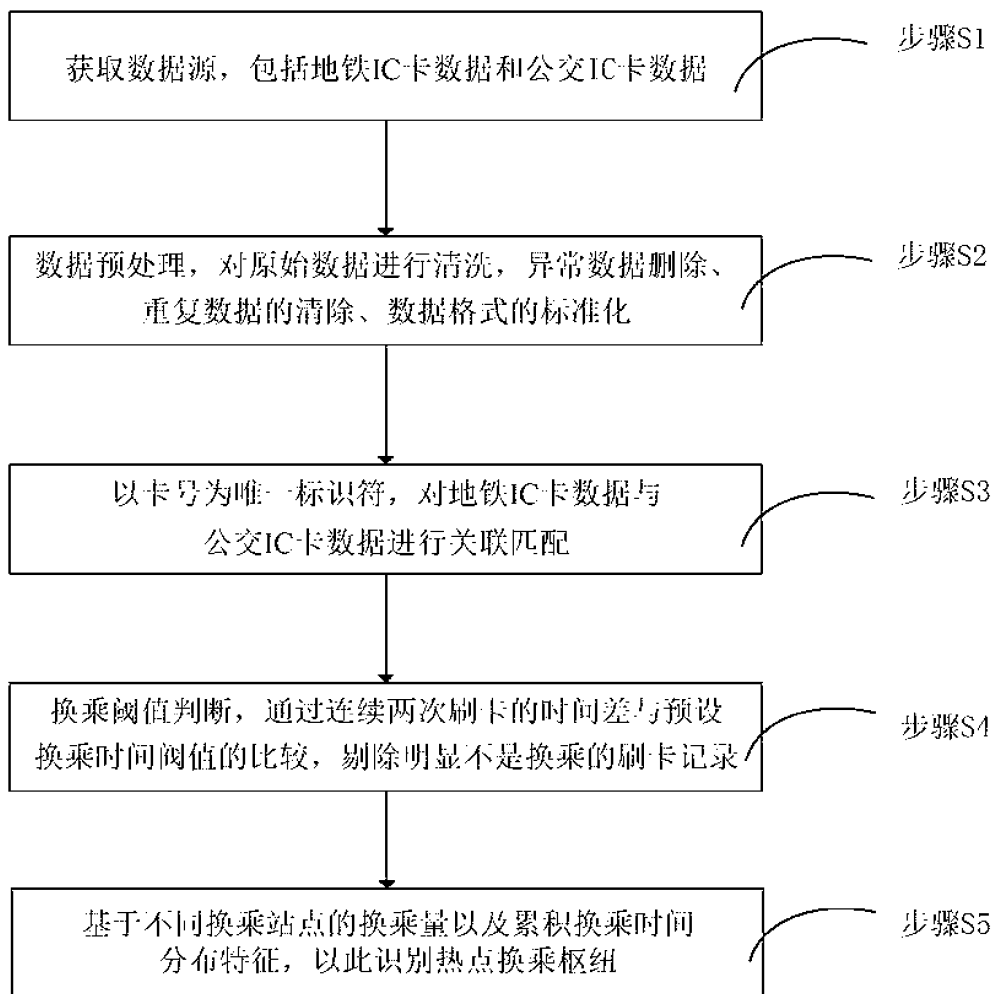 获取数据源，包括地铁IC卡数据和公交IC卡数据
步骤S1
数据预处理，对原始数据进行清洗，异常数据删除、
重复数据的清除、数据格式的标准化
步骤S2
以卡号为唯一标识符，对地铁IC卡数据与
公交IC卡数据进行关联匹配
步骤S3
换乘阈值判断，通过连续两次刷卡的时间差与预设
换乘时间阀值的比较，剔除明显不是换乘的刷卡记录
步骤S4
基于不同换乘站点的换乘量以及累积换乘时间
分布特征，以此识别热点换乘枢纽
步骤S5